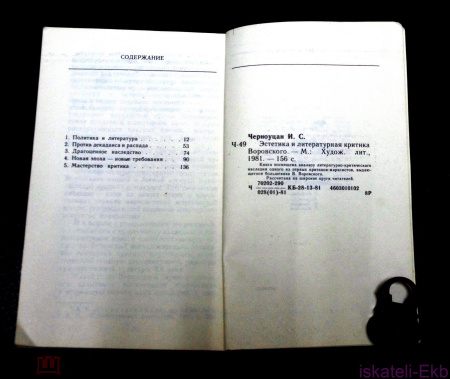 СОДЕРЖАНИЕ
1. Политика и литература 12
2. Против декаданса и распада 53
3. Драгоценное наследство 74
4. Новая эпоха — новые требования 90
5. Мастерство критика 136
Черноуцан И. С.
Ч-49 Эстетика и литературная критика
Воровского. — М.: Худож. лит.,
1981. — 156 с.
Книга посвящена анализу литературно-критического
наследия одного из первых критиков-марксистов, выдаю-
щегося большевика В. Воровского.
Рассчитана на широкие круги читателей.
70202-290
Ч КБ-28-13-81 4603010102
028(01)-81
8Р
iskateli-Ekb